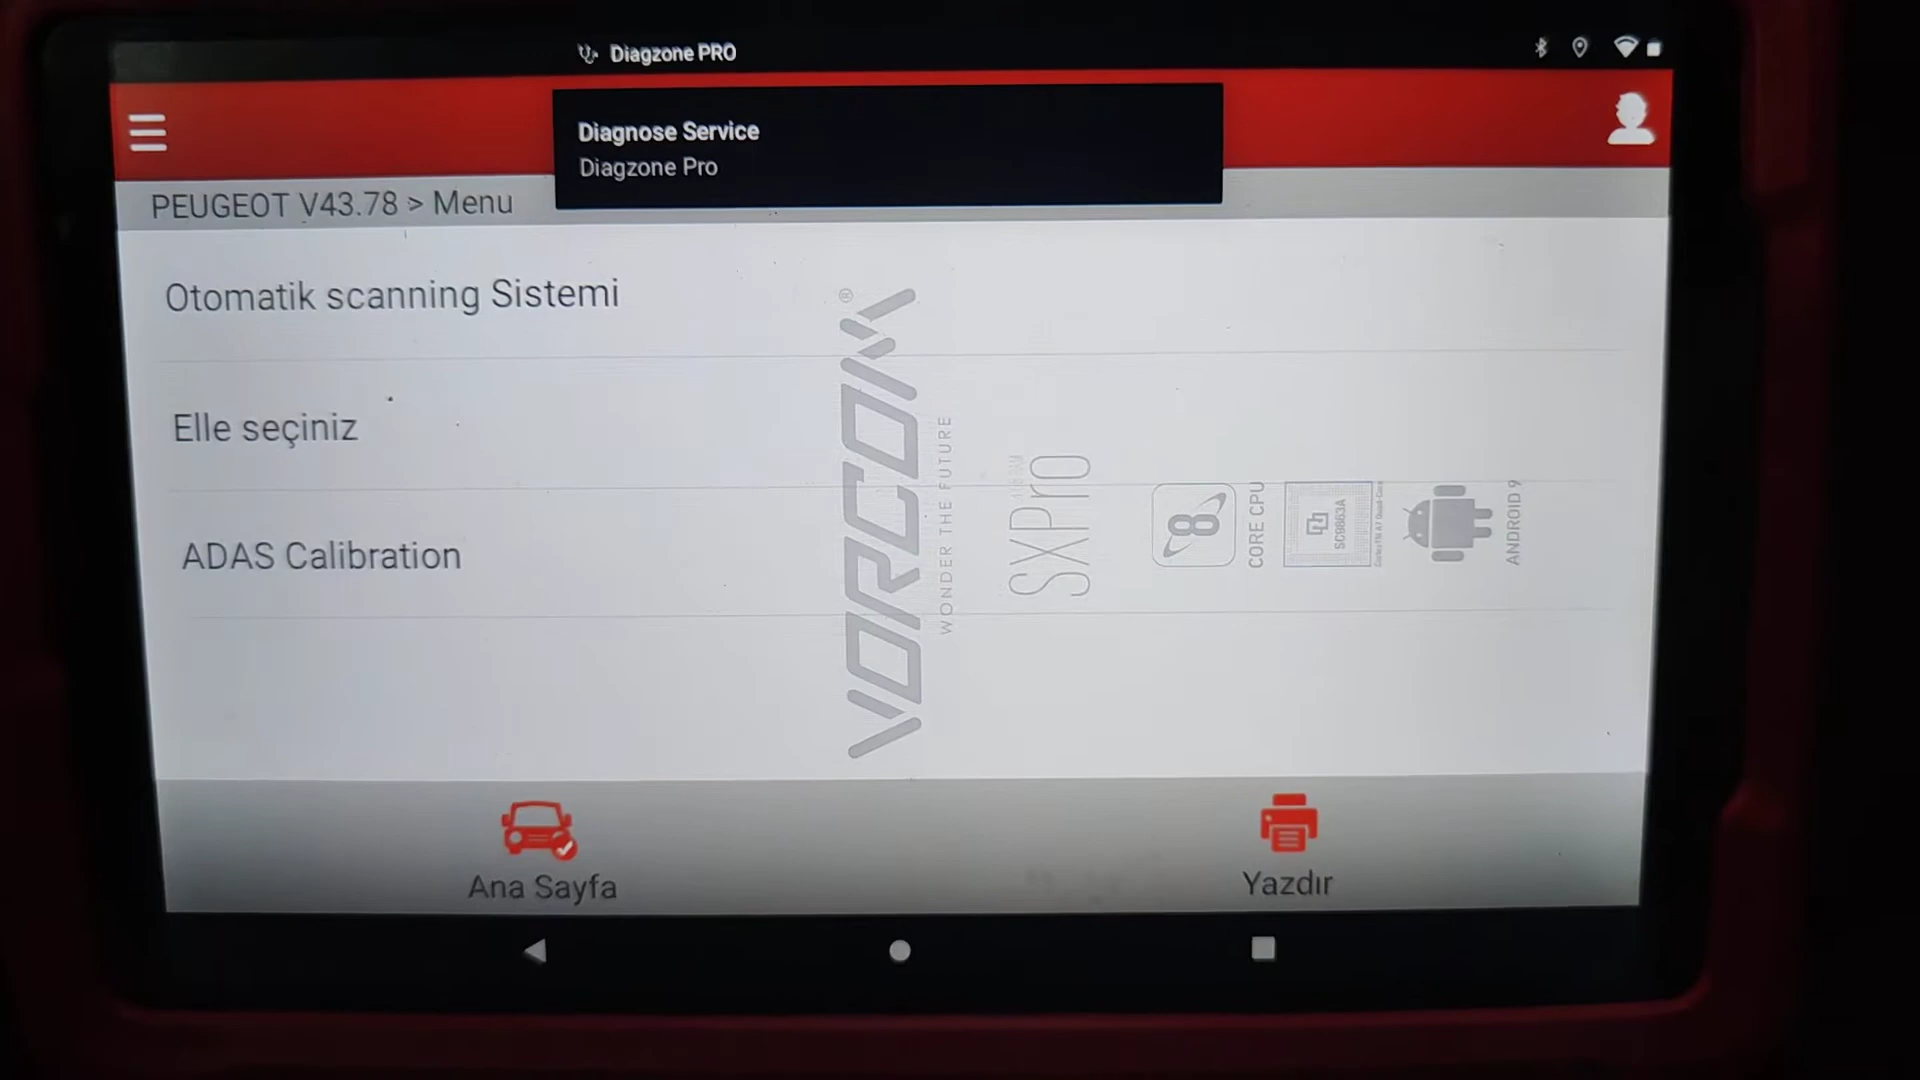 Diagzone PRO
Diagnose Service
Diagzone Pro
PEUGEOT V43.78 > Menu
Otomatik scanning Sistemi
Elle seçiniz
ADAS Calibration
VORCOM®
WONDER THE FUTURE
SXPro
8
CORE CPU
SC9863A
ANDROID 9
Ana Sayfa
Yazdır